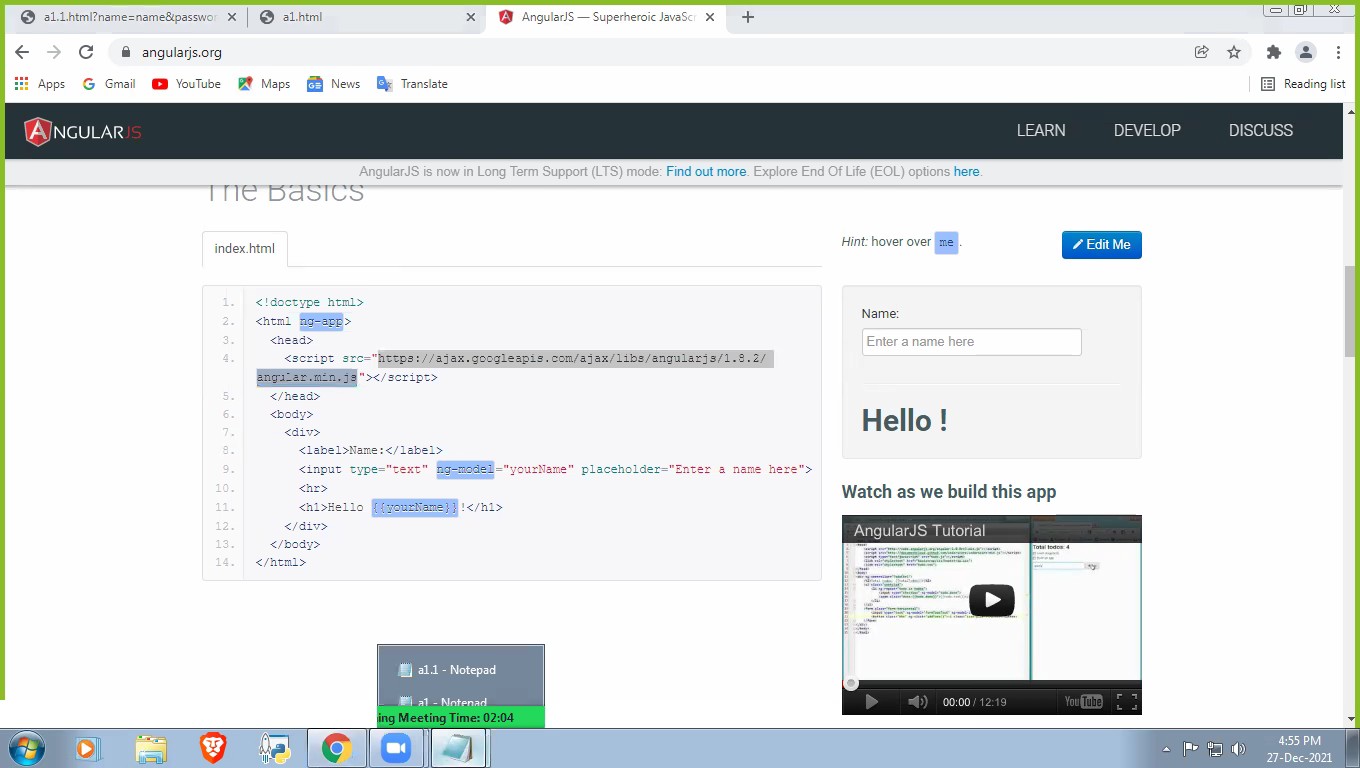 a1.1.html?name=name&passwor
a1.html
AngularJS — Superheroic JavaScr
angularjs.org
Apps
Gmail
YouTube
Maps
News
Translate
Reading list
ANGULARJS
LEARN
DEVELOP
DISCUSS
AngularJS is now in Long Term Support (LTS) mode: Find out more. Explore End Of Life (EOL) options here.
The Basics
index.html
Hint: hover over me .
Edit Me
1. <!doctype html>
2. <html ng-app>
3. <head>
4. <script src="https://ajax.googleapis.com/ajax/libs/angularjs/1.8.2/
angular.min.js"></script>
5. </head>
6. <body>
7. <div>
8. <label>Name:</label>
9. <input type="text" ng-model="yourName" placeholder="Enter a name here">
10. <hr>
11. <h1>Hello {{yourName}}!</h1>
12. </div>
13. </body>
14. </html>
Name:
Enter a name here
Hello !
Watch as we build this app
AngularJS Tutorial
Total todos: 4
00:00 / 12:19
YouTube
a1.1 - Notepad
a1 - Notepad
ing Meeting Time: 02:04
4:55 PM
27-Dec-2021